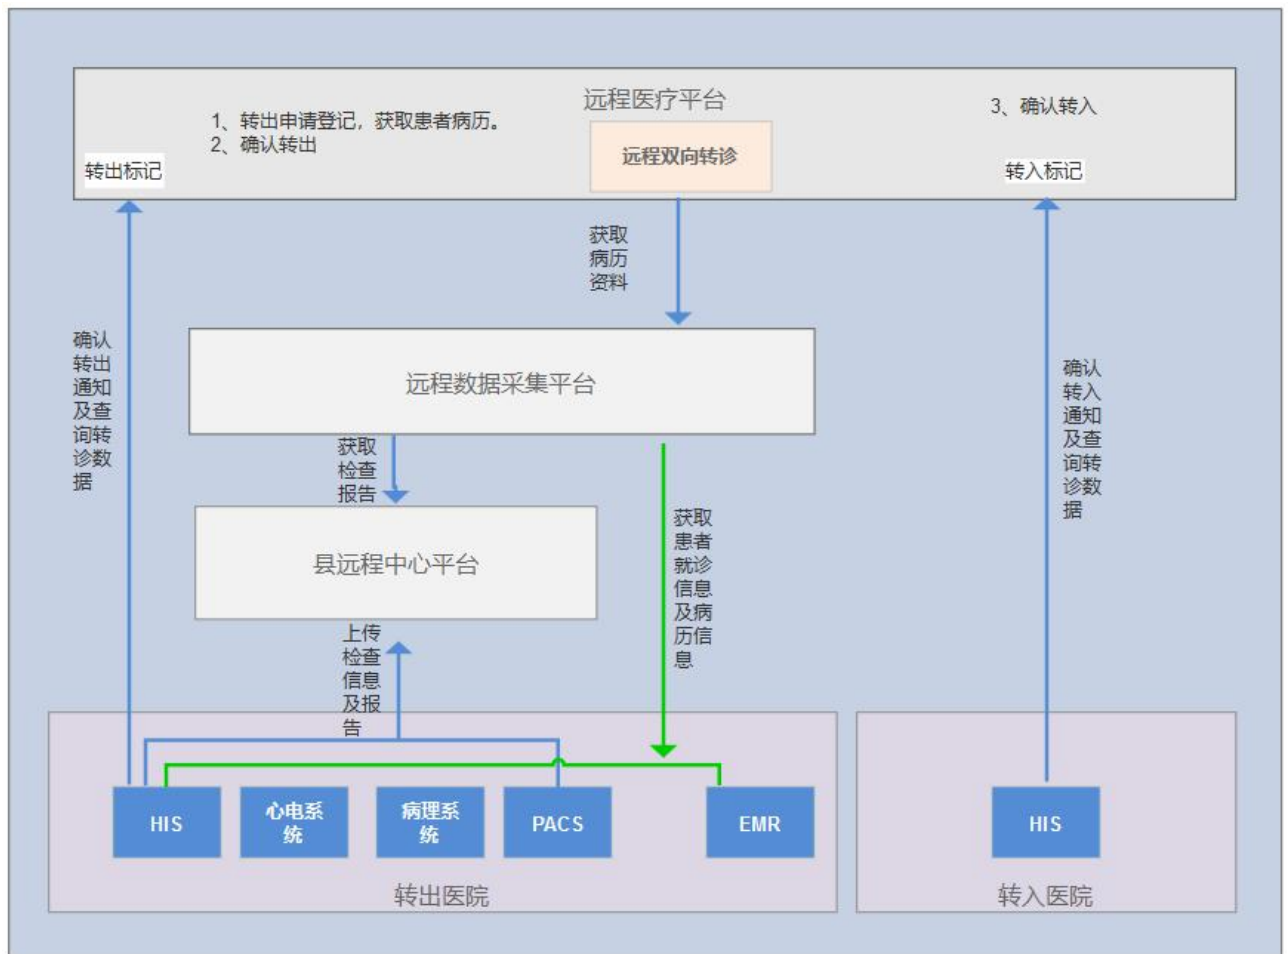 远程医疗平台
1、转出申请登记，获取患者病历。
2、确认转出
3、确认转入
远程双向转诊
转出标记
转入标记
获取
病历
资料
确认
转出
通知
及查
询转
诊数
据
远程数据采集平台
确认
转入
通知
及查
询转
诊数
据
获取
检查
报告
获取
患者
就诊
信息
及病
历信
息
县远程中心平台
上传
检查
信息
及报
告
HIS
心电系
统
病理系
统
PACS
EMR
HIS
转出医院
转入医院